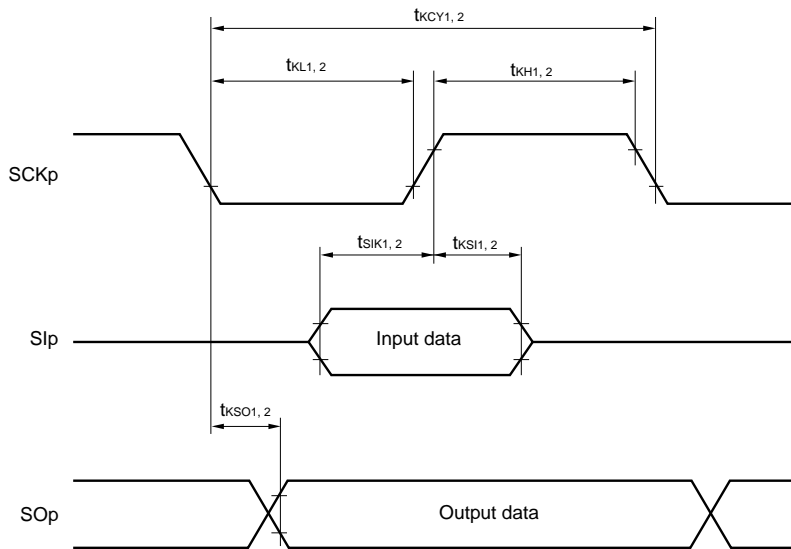 tKCY1, 2
tKL1, 2
tKH1, 2
SCKp
tSIK1, 2
tKSI1, 2
SIp
Input data
tKSO1, 2
SOp
Output data